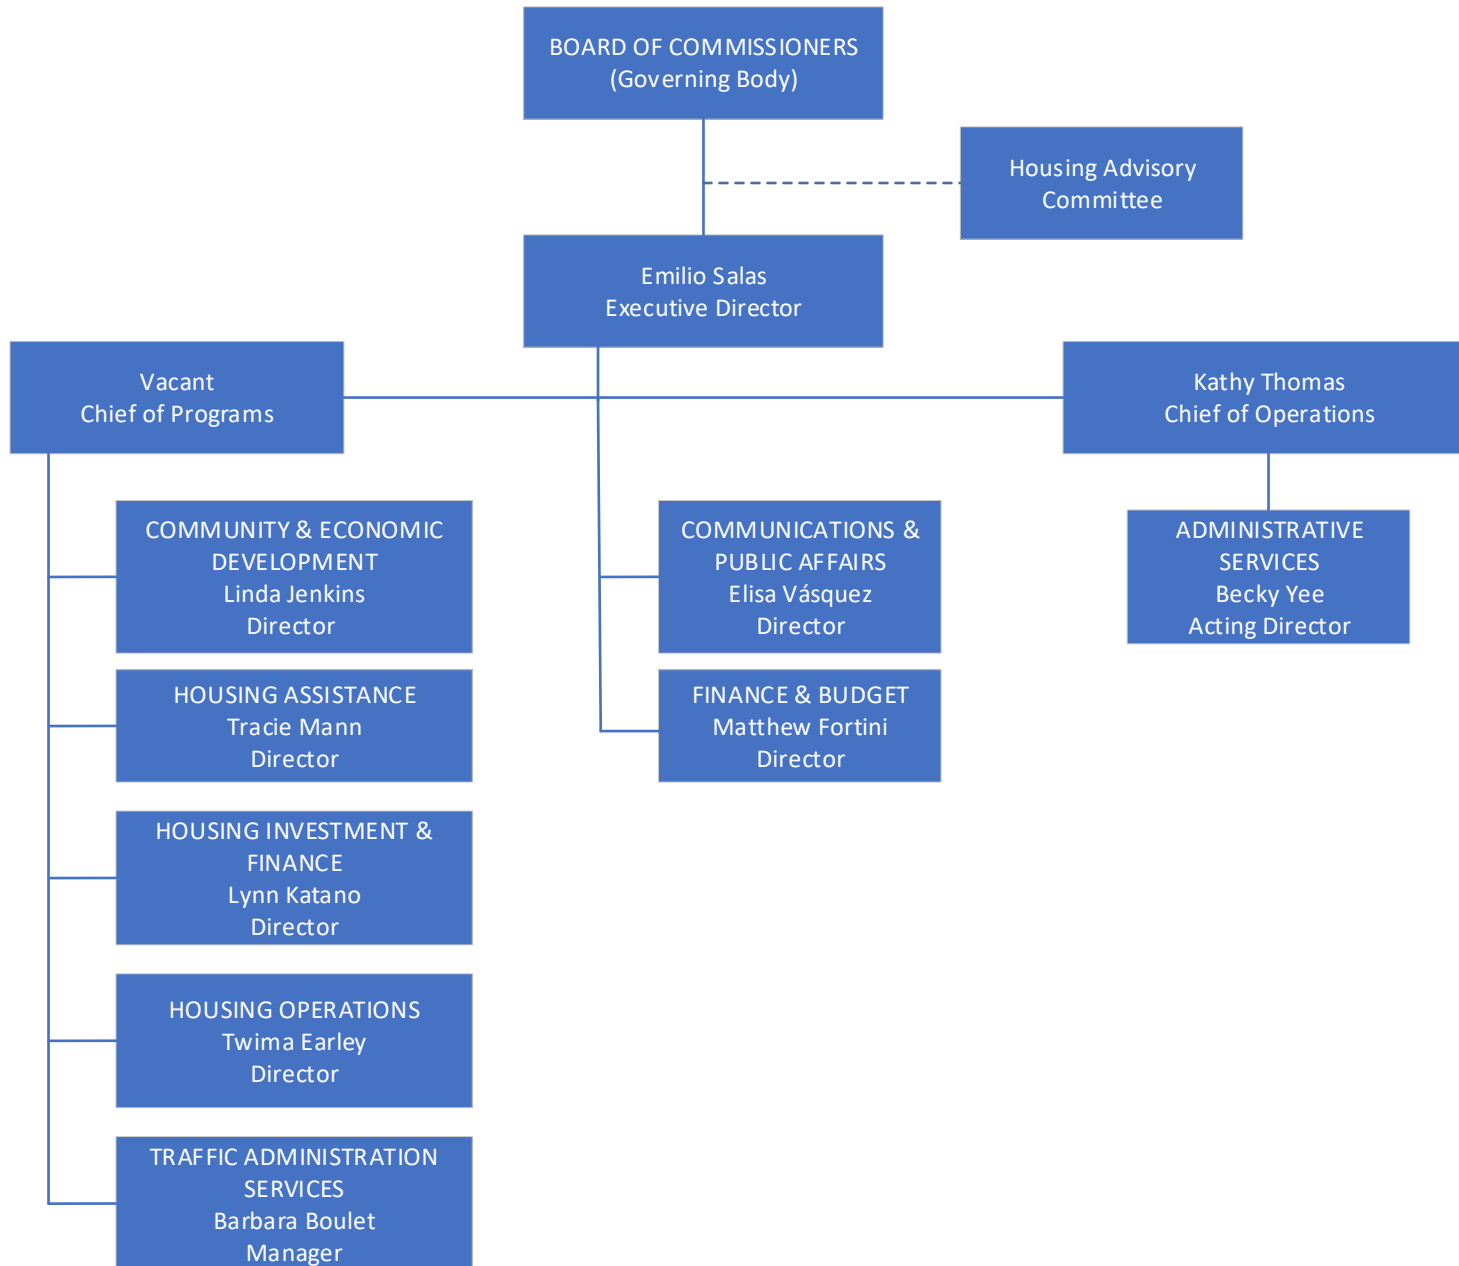 BOARD OF COMMISSIONERS
(Governing Body)
Housing Advisory
Committee
Emilio Salas
Executive Director
Vacant
Chief of Programs
Kathy Thomas
Chief of Operations
COMMUNITY & ECONOMIC
DEVELOPMENT
Linda Jenkins
Director
COMMUNICATIONS &
PUBLIC AFFAIRS
Elisa Vásquez
Director
ADMINISTRATIVE
SERVICES
Becky Yee
Acting Director
HOUSING ASSISTANCE
Tracie Mann
Director
FINANCE & BUDGET
Matthew Fortini
Director
HOUSING INVESTMENT &
FINANCE
Lynn Katano
Director
HOUSING OPERATIONS
Twima Earley
Director
TRAFFIC ADMINISTRATION
SERVICES
Barbara Boulet
Manager